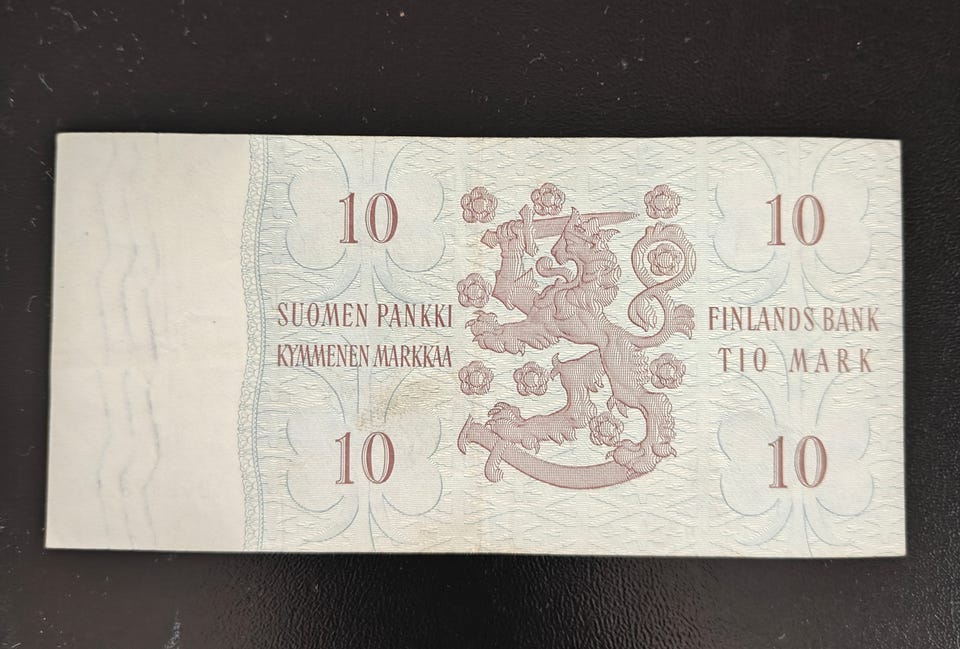 10
10
SUOMEN PANKKI
KYMMENEN MARKKAA
FINLANDS BANK
TIO MARK
10
10